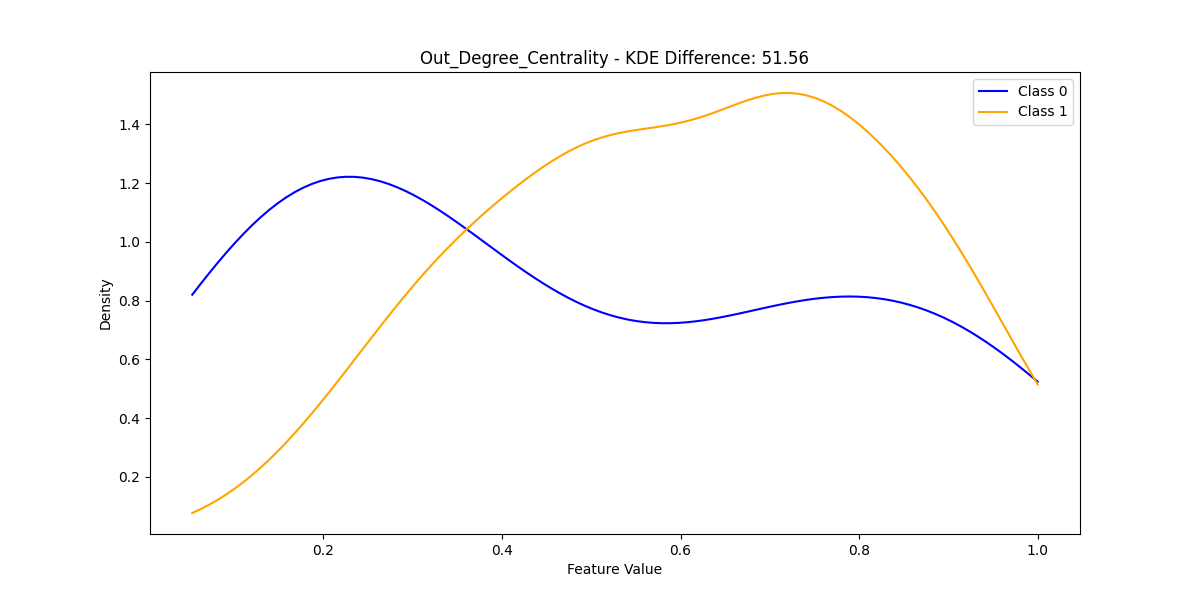 Out_Degree_Centrality - KDE Difference: 51.56
Class 0
Class 1
Density
1.4
1.2
1.0
0.8
0.6
0.4
0.2
0.2 0.4 0.6 0.8 1.0
Feature Value